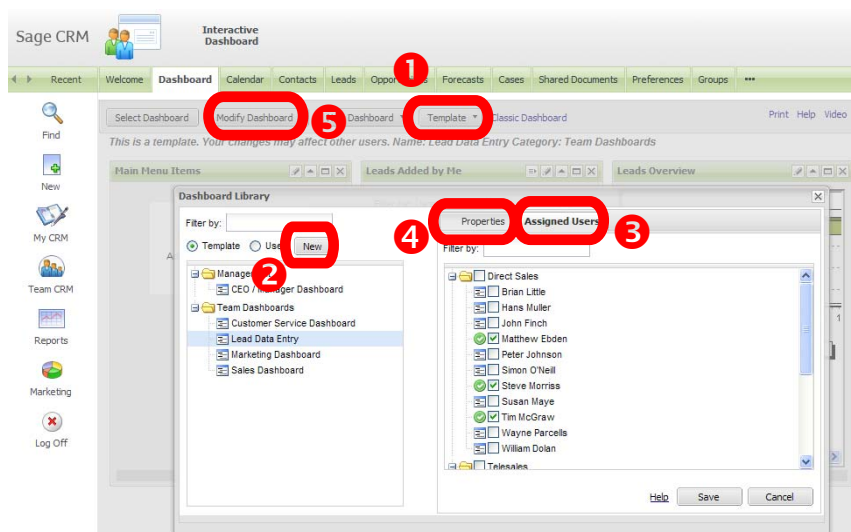 Sage CRM
Interactive
Dashboard
1
Recent Welcome Dashboard Calendar Contacts Leads Forecasts Cases Shared Documents Preferences Groups •••
Select Dashboard Modify Dashboard 5 Dashboard Template Classic Dashboard Print Help Video
Find
This is a template. Your changes may affect other users. Name: Lead Data Entry Category: Team Dashboards
Main Menu Items Leads Added by Me Leads Overview
New
Dashboard Library
Filter by:
4 Properties Assigned Users 3
Template New
2
Filter by:
My CRM
Direct Sales
CEO / Manager Dashboard
Brian Little
Team Dashboards
Hans Muller
Team CRM
Customer Service Dashboard
John Finch
1
Lead Data Entry
Matthew Ebden
Marketing Dashboard
Peter Johnson
Reports
Sales Dashboard
Simon O'Neill
Steve Morriss
Marketing
Susan Maye
Tim McGraw
Wayne Parcells
Log Off
William Dolan
Telesales
Help Save Cancel